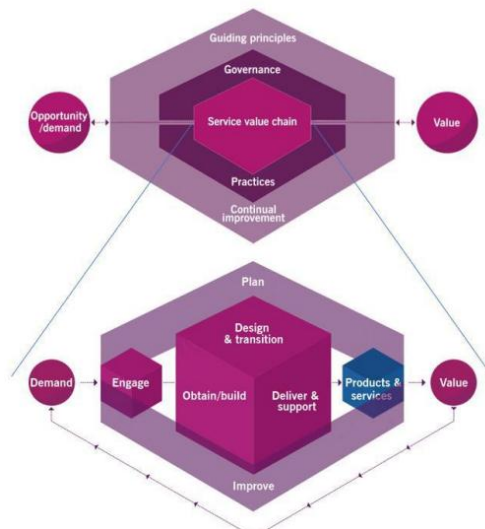 Guiding principles
Governance
Opportunity
/demand
Service value chain
Value
Practices
Continual
improvement
Plan
Design
& transition
Demand
Engage
Obtain/build
Deliver &
support
Products &
services
Value
Improve